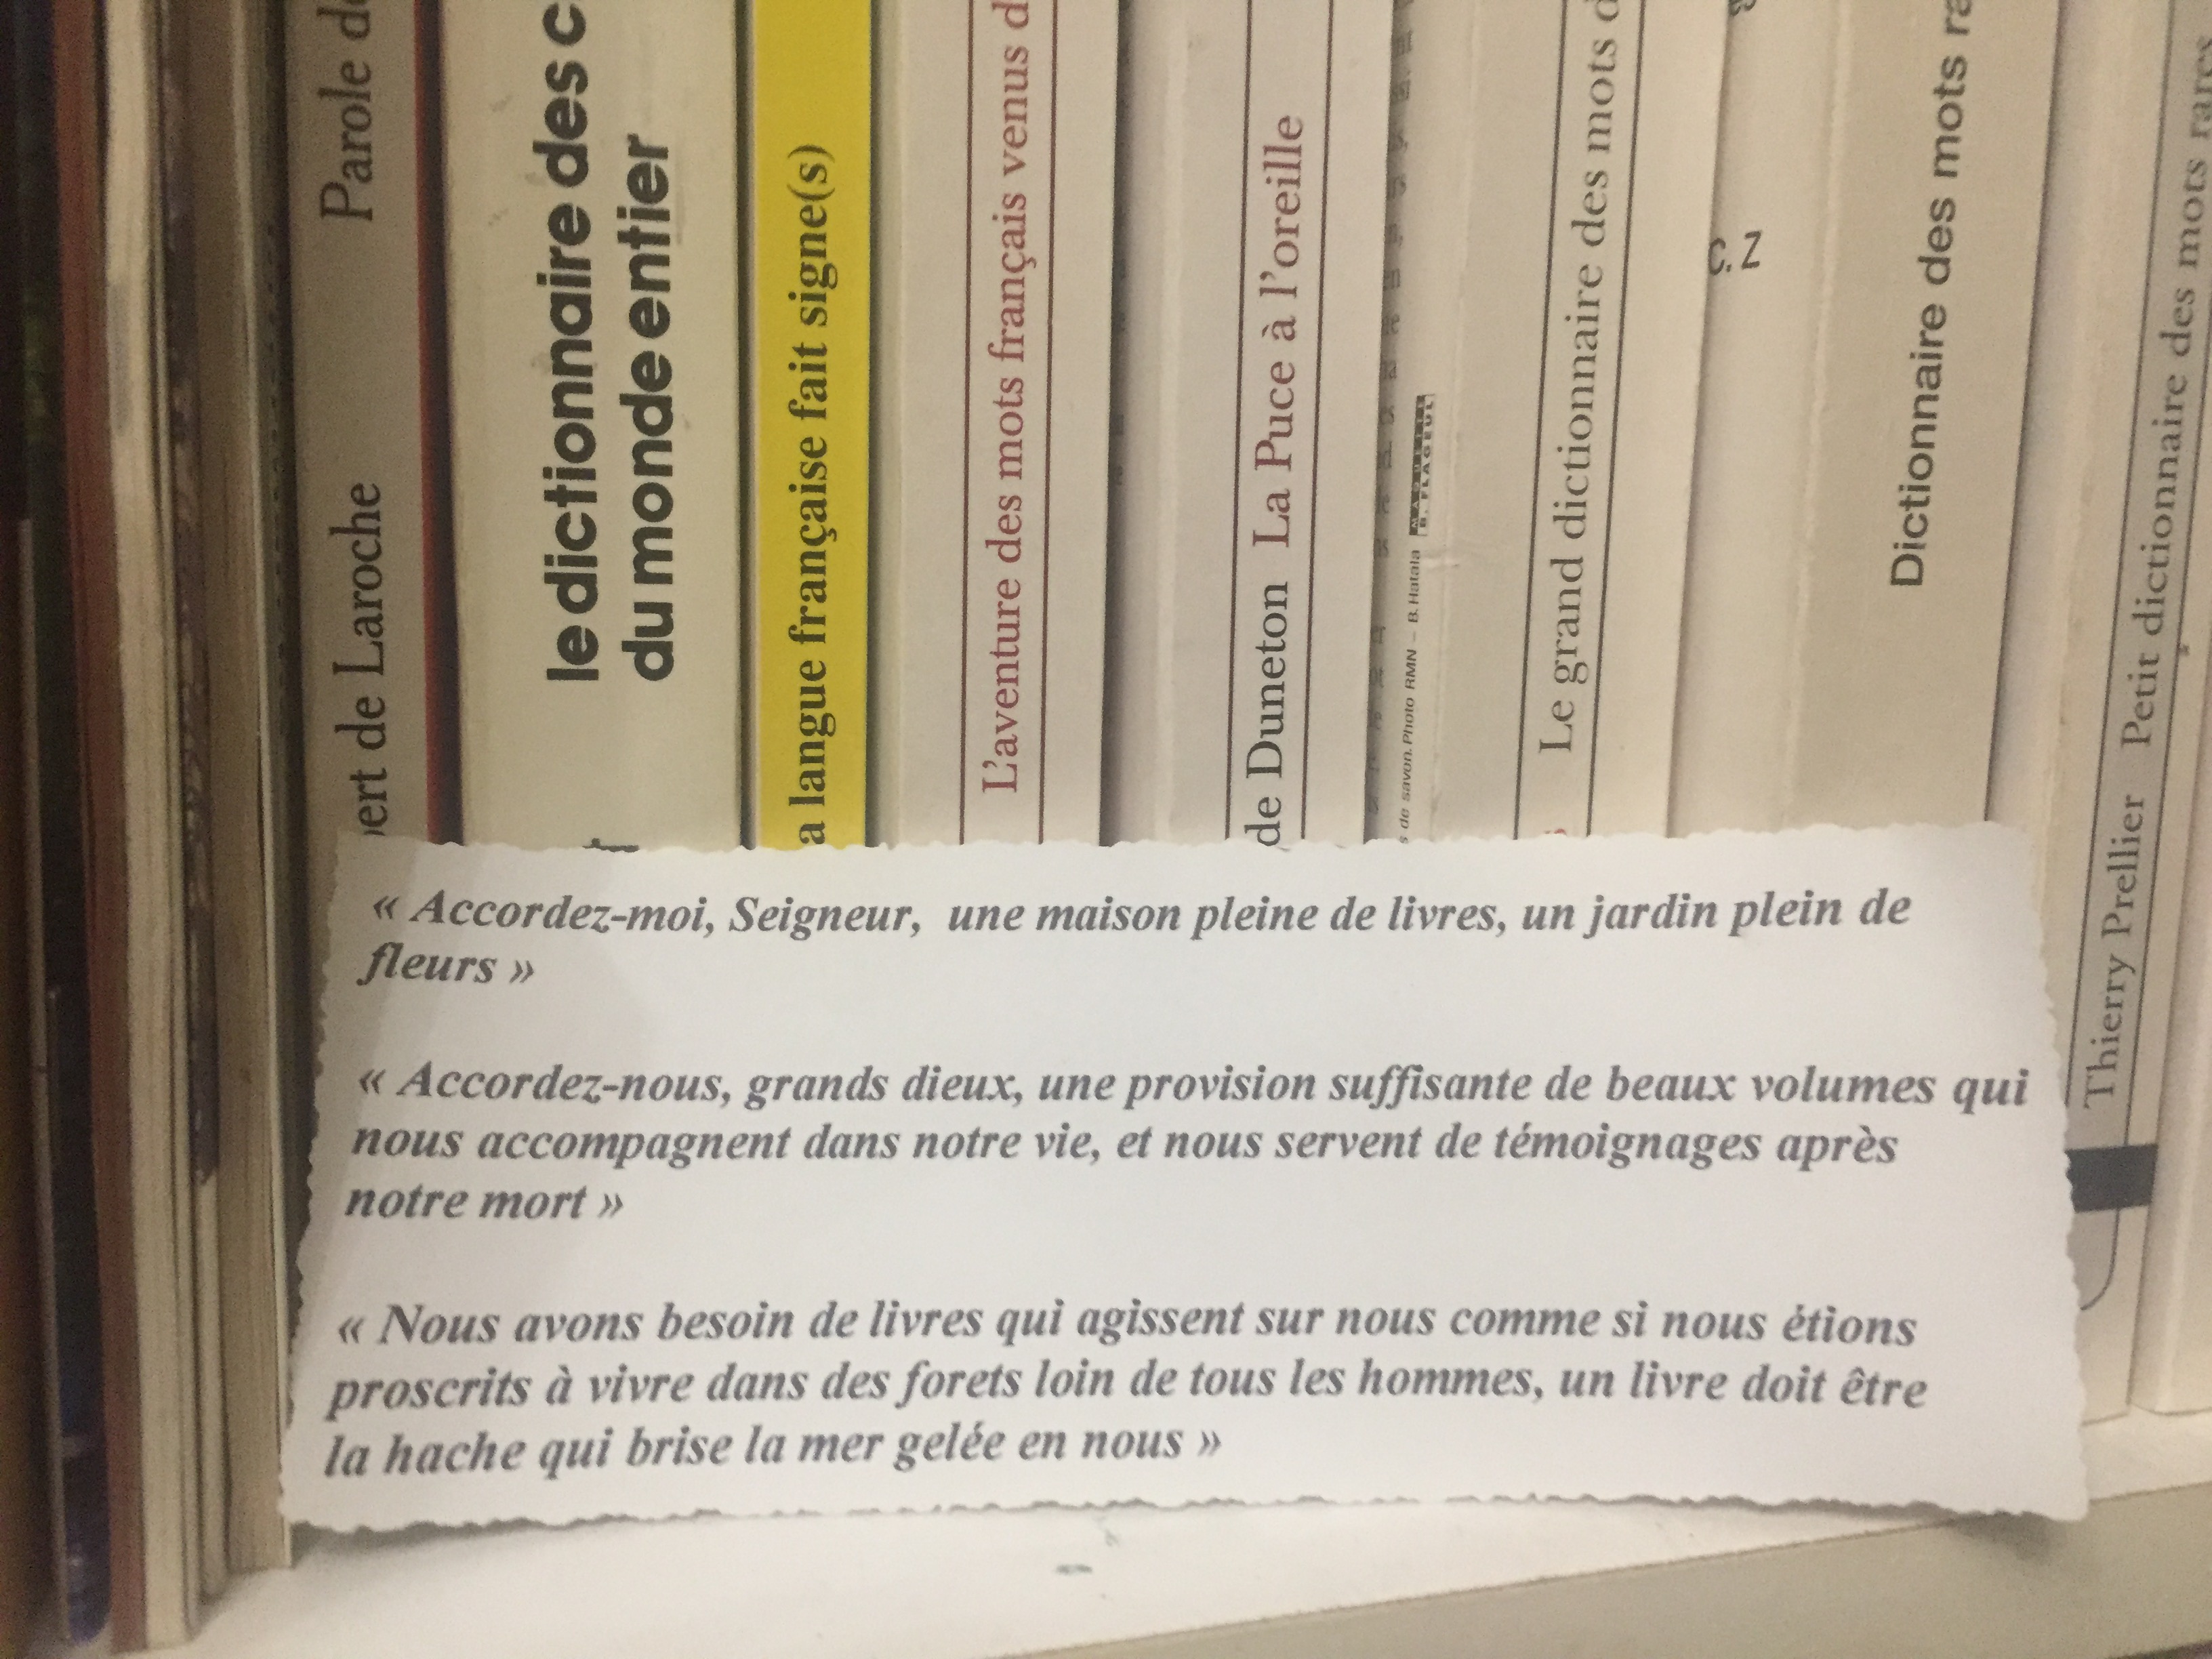 Parole
de Laroche
le dictionnaire des
du monde entier
langue française fait signe(s)
L'aventure des mots français venus
de Duneton La Puce à l'oreille
de savon. Photo RMN – B. Hatala
B. FLAGEUL
Le grand dictionnaire des mots
Dictionnaire des mots
Thierry Prellier Petit dictionnaire des mots rares
« Accordez-moi, Seigneur, une maison pleine de livres, un jardin plein de
fleurs »
« Accordez-nous, grands dieux, une provision suffisante de beaux volumes qui
nous accompagnent dans notre vie, et nous servent de témoignages après
notre mort »
« Nous avons besoin de livres qui agissent sur nous comme si nous étions
proscrits à vivre dans des forets loin de tous les hommes, un livre doit être
la hache qui brise la mer gelée en nous »